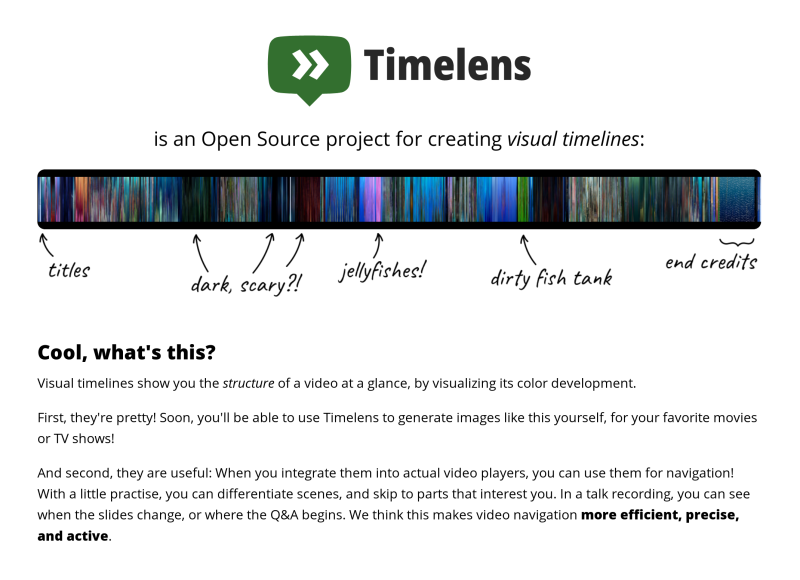 Timelens
is an Open Source project for creating visual timelines:
titles
dark, scary?!
jellyfishes!
dirty fish tank
end credits
Cool, what's this?
Visual timelines show you the structure of a video at a glance, by visualizing its color development.
First, they're pretty! Soon, you'll be able to use Timelens to generate images like this yourself, for your favorite movies
or TV shows!
And second, they are useful: When you integrate them into actual video players, you can use them for navigation!
With a little practise, you can differentiate scenes, and skip to parts that interest you. In a talk recording, you can see
when the slides change, or where the Q&A begins. We think this makes video navigation more efficient, precise,
and active.